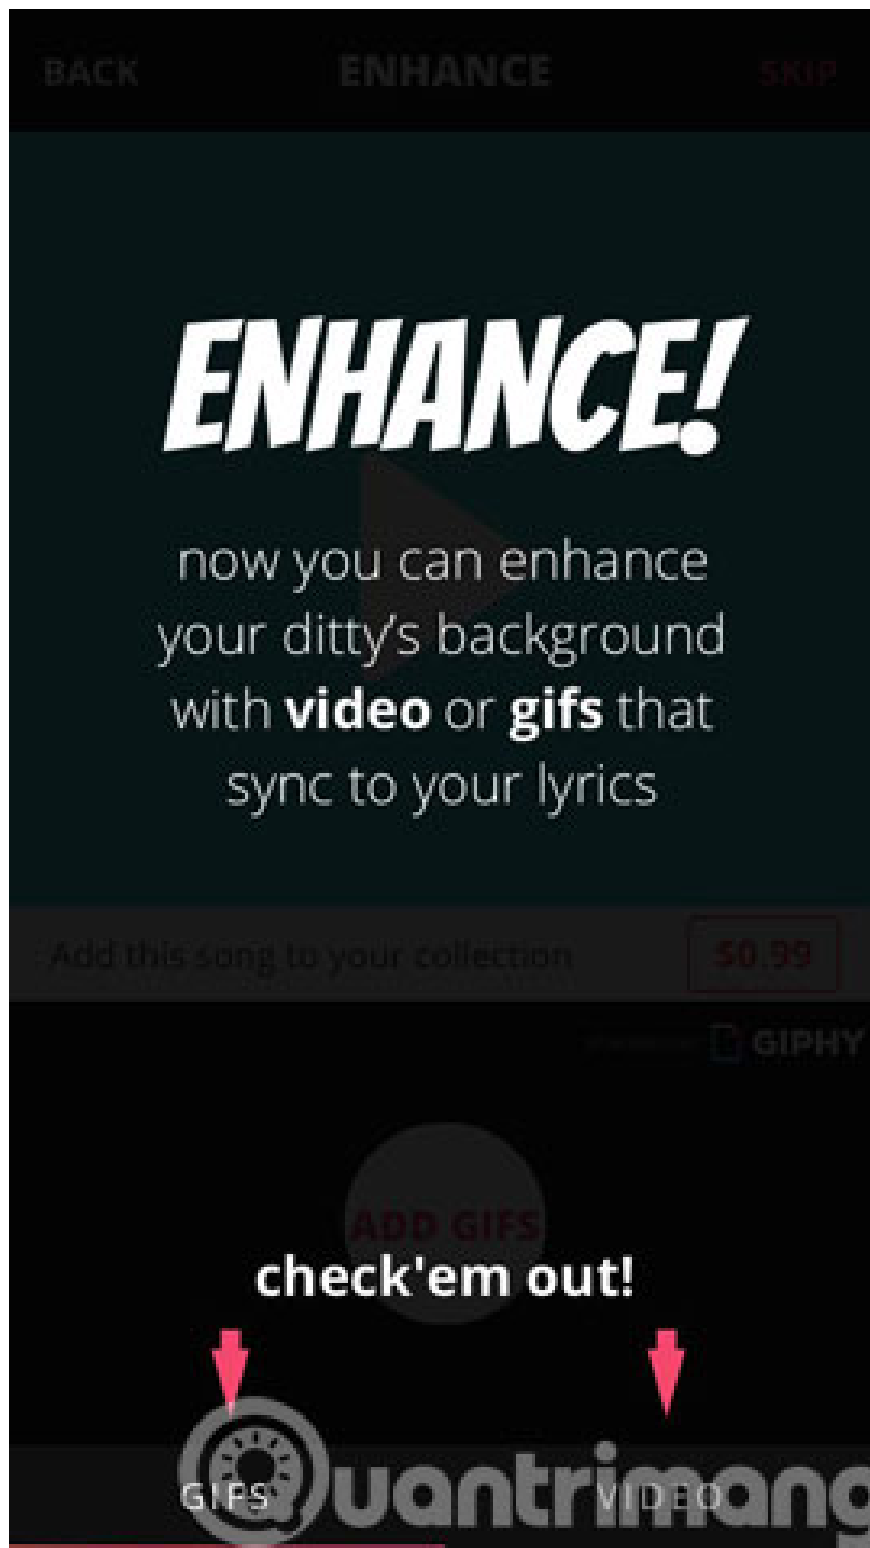 BACK ENHANCE SKIP
ENHANCE!
now you can enhance
your ditty's background
with video or gifs that
sync to your lyrics
Add this song to your collection $0.99
GIPHY
ADD GIFS
check'em out!
GIFS VIDEO
uantrimang